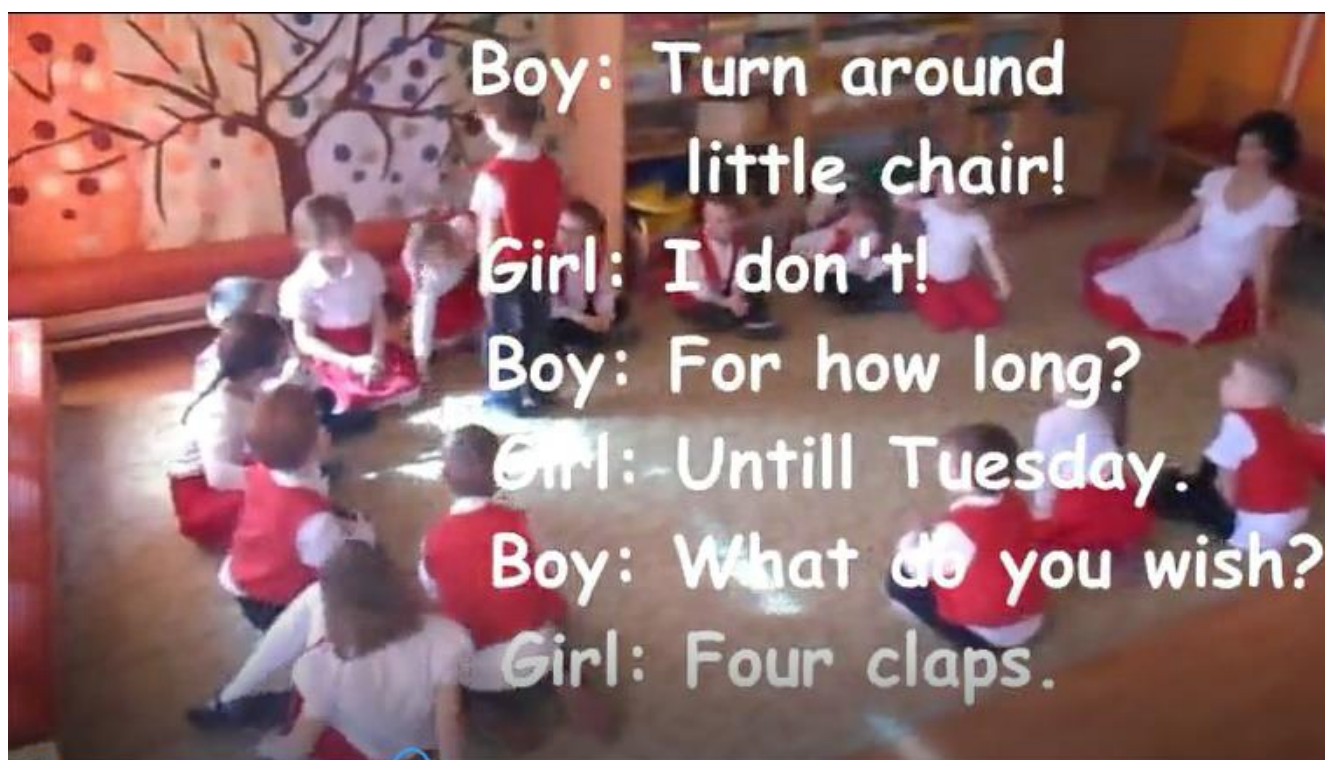 Boy: Turn around
little chair!
Girl: I don't!
Boy: For how long?
Girl: Untill Tuesday.
Boy: What do you wish?
Girl: Four claps.